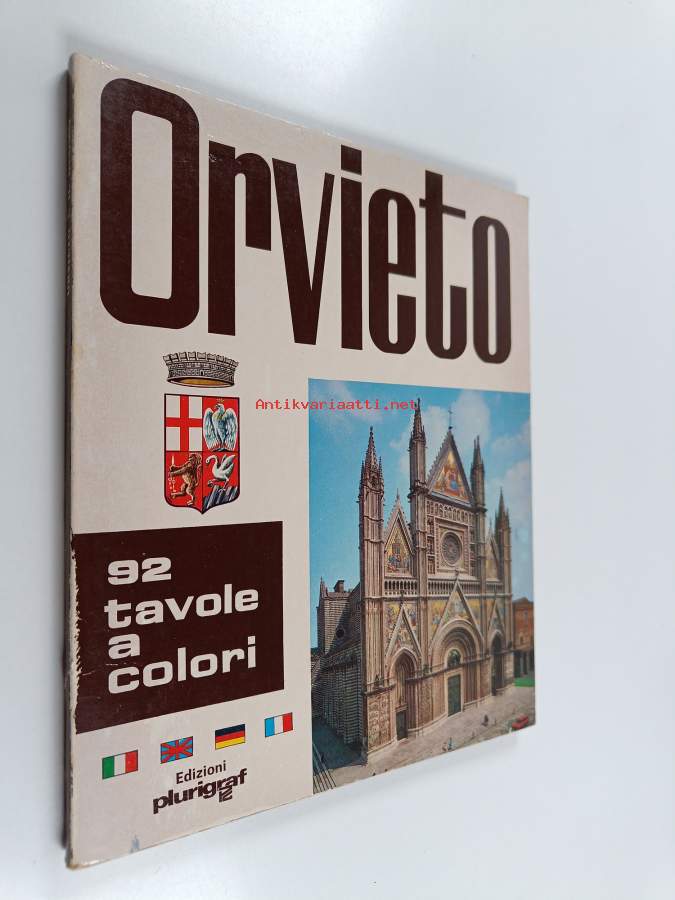 Orvieto
Antikvariaatti.net
92
tavole
a
colori
Edizioni
plurigraf